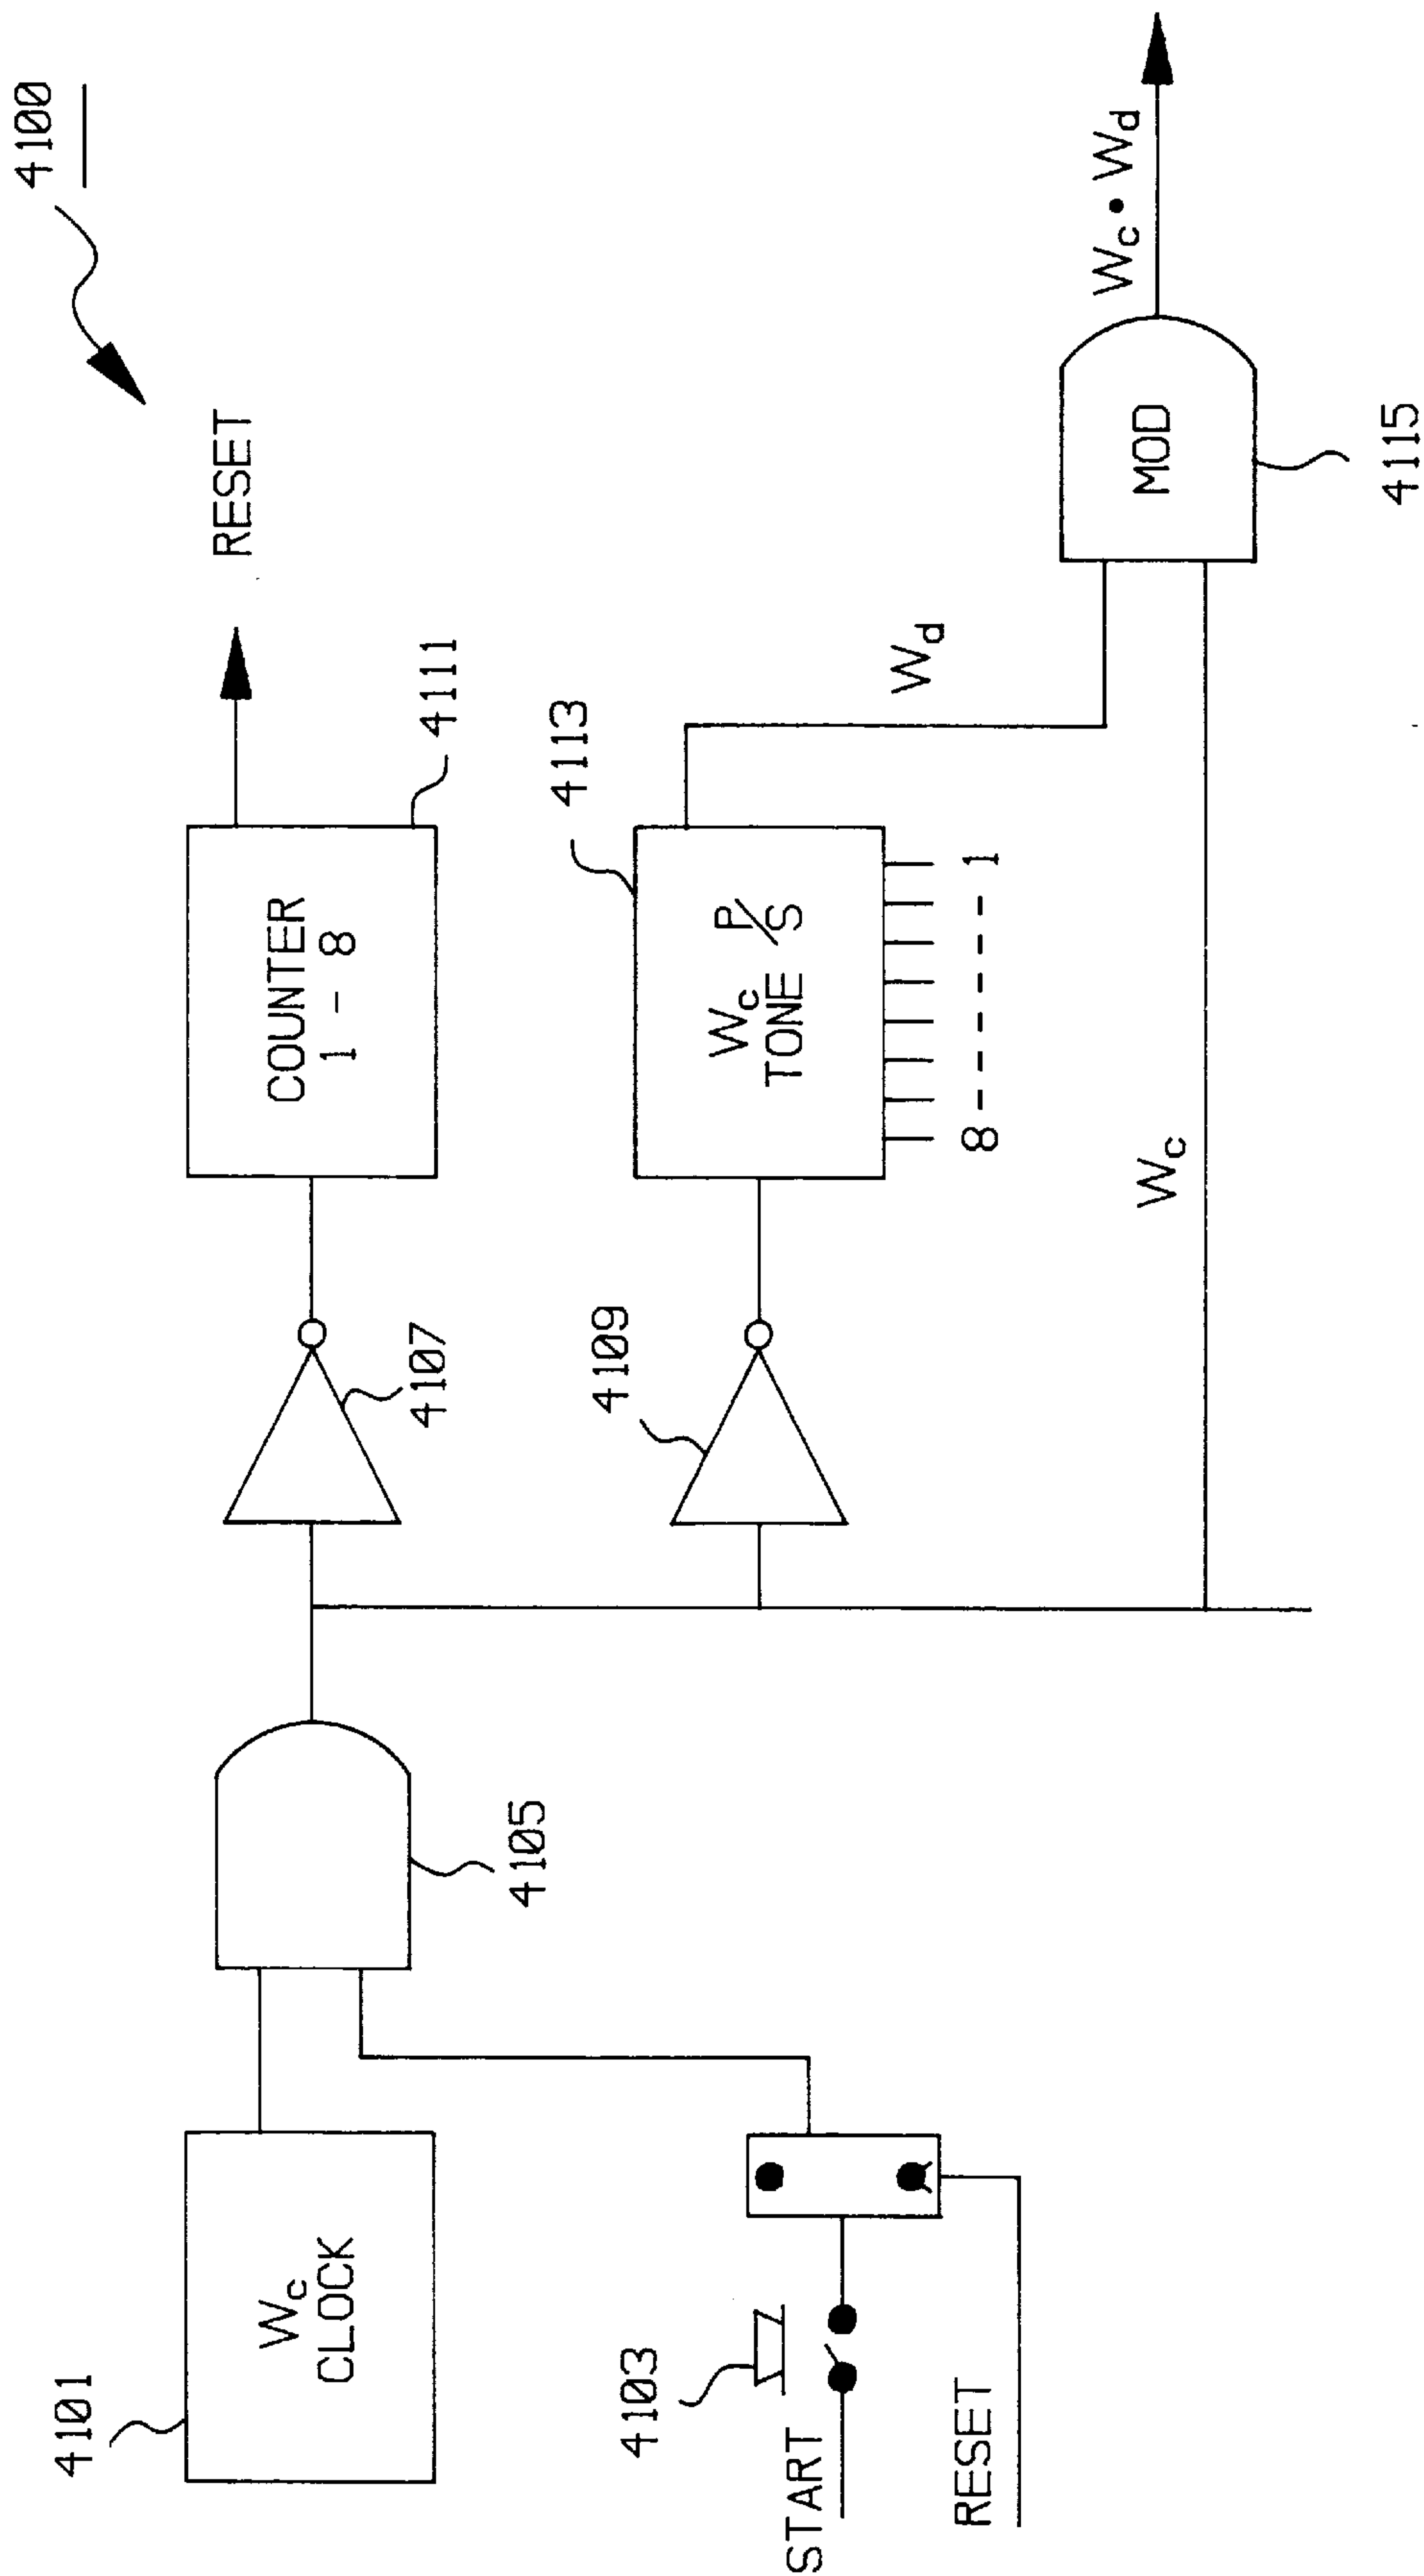 4100
RESET
4101
Wc
CLOCK
4105
4107
COUNTER
1 - 8
4111
4103
START
RESET
4109
Wc
TONE P/S
4113
8------1
Wd
Wc
MOD
4115
Wc • Wd